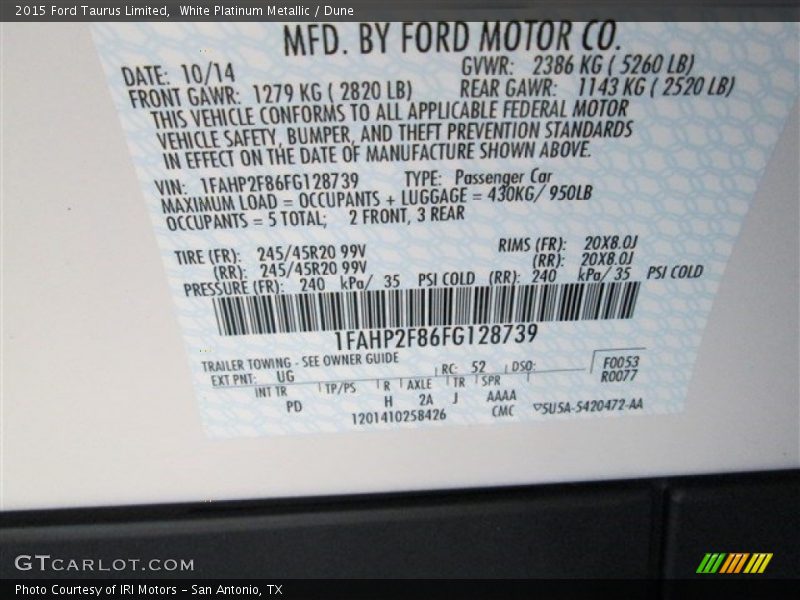 2015 Ford Taurus Limited,  White Platinum Metallic / Dune
MFD. BY FORD MOTOR CO.
DATE: 10/14 GVWR: 2386 KG ( 5260 LB)
FRONT GAWR: 1279 KG ( 2820 LB) REAR GAWR: 1143 KG ( 2520 LB)
THIS VEHICLE CONFORMS TO ALL APPLICABLE FEDERAL MOTOR
VEHICLE SAFETY, BUMPER, AND THEFT PREVENTION STANDARDS
IN EFFECT ON THE DATE OF MANUFACTURE SHOWN ABOVE.
VIN: 1FAHP2F86FG128739 TYPE: Passenger Car
MAXIMUM LOAD = OCCUPANTS + LUGGAGE = 430KG/ 950LB
OCCUPANTS = 5 TOTAL; 2 FRONT, 3 REAR
TIRE (FR): 245/45R20 99V RIMS (FR): 20X8.0J
(RR): 245/45R20 99V (RR): 20X8.0J
PRESSURE (FR): 240 kPa/ 35 PSI COLD (RR): 240 kPa/ 35 PSI COLD
1FAHP2F86FG128739
TRAILER TOWING - SEE OWNER GUIDE
EXT PNT: UG RC: 52 DSO: F0053
INT TR TP/PS R AXLE TR SPR R0077
PD H 2A J AAAA
1201410258426 CMC ▽5U5A-5420472-AA
GTCARLOT.COM
Photo Courtesy of IRI Motors – San Antonio, TX